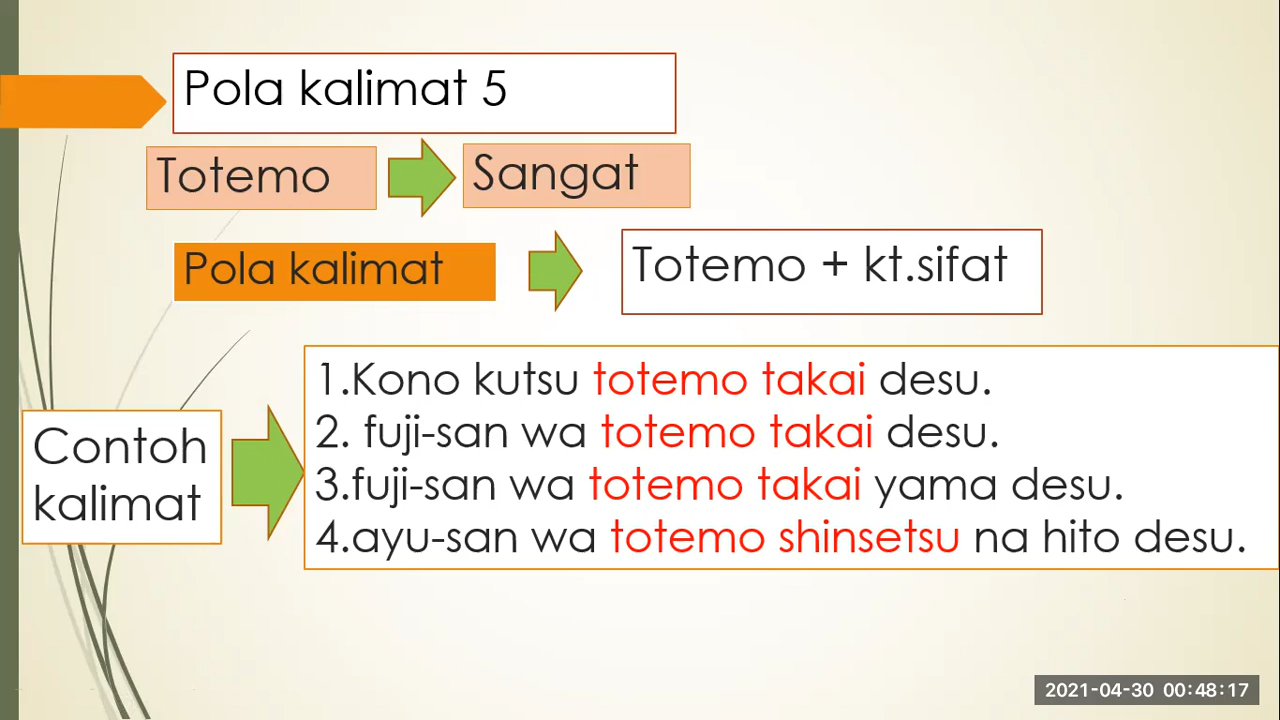 Pola kalimat 5
Totemo
Sangat
Pola kalimat
Totemo + kt.sifat
Contoh
kalimat
1.Kono kutsu totemo takai desu.
2. fuji-san wa totemo takai desu.
3.fuji-san wa totemo takai yama desu.
4.ayu-san wa totemo shinsetsu na hito desu.
2021-04-30 00:48:17